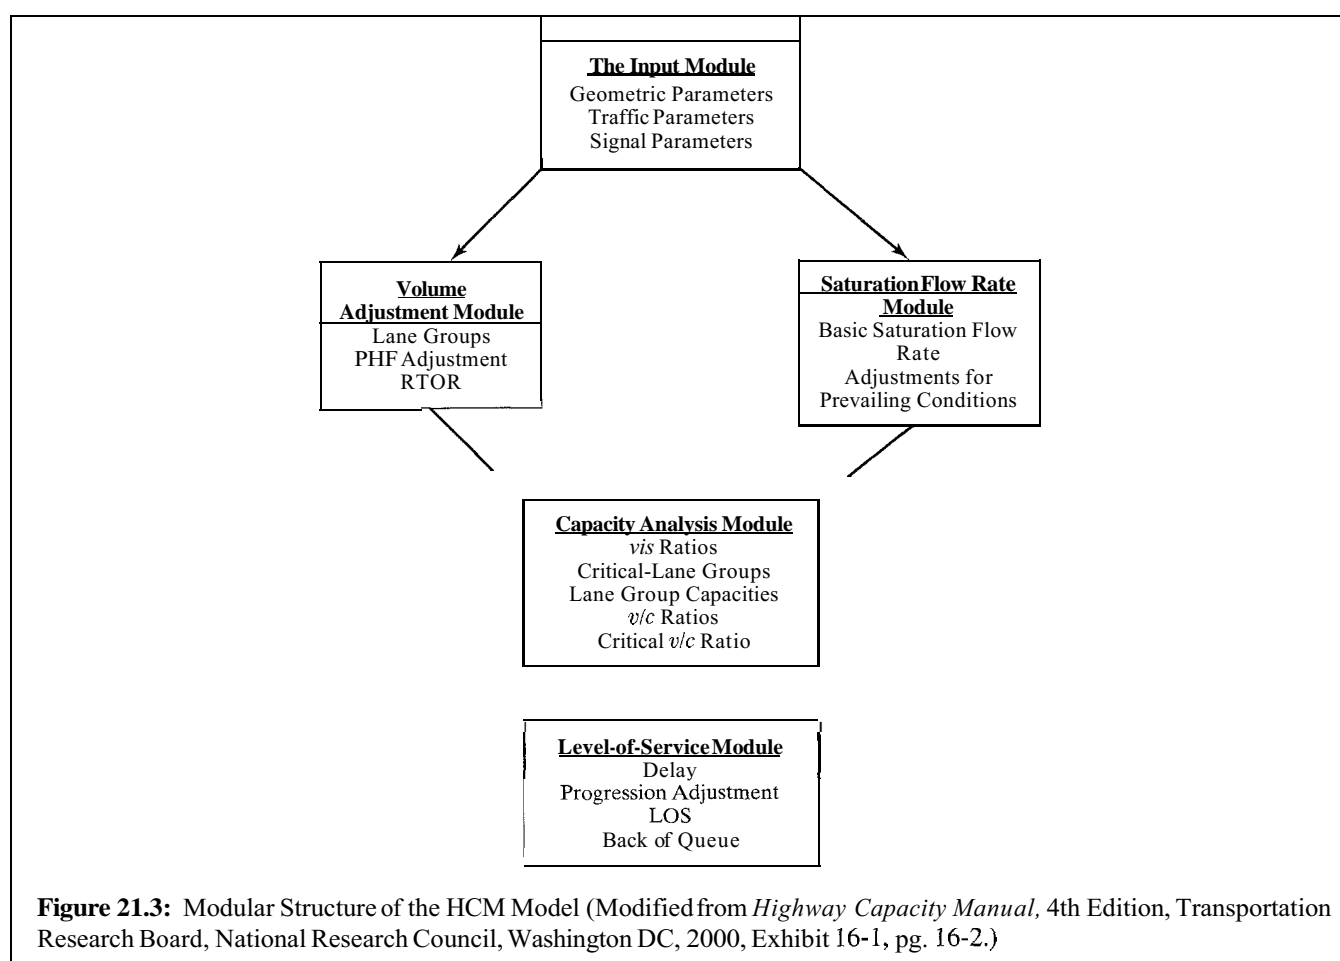 The Input Module
Geometric Parameters
Traffic Parameters
Signal Parameters
Volume
Adjustment Module
Lane Groups
PHF Adjustment
RTOR
Saturation Flow Rate
Module
Basic Saturation Flow
Rate
Adjustments for
Prevailing Conditions
Capacity Analysis Module
vis Ratios
Critical-Lane Groups
Lane Group Capacities
v/c Ratios
Critical v/c Ratio
Level-of-Service Module
Delay
Progression Adjustment
LOS
Back of Queue
Figure 21.3: Modular Structure of the HCM Model (Modified from Highway Capacity Manual, 4th Edition, Transportation
Research Board, National Research Council, Washington DC, 2000, Exhibit 16-1, pg. 16-2.)